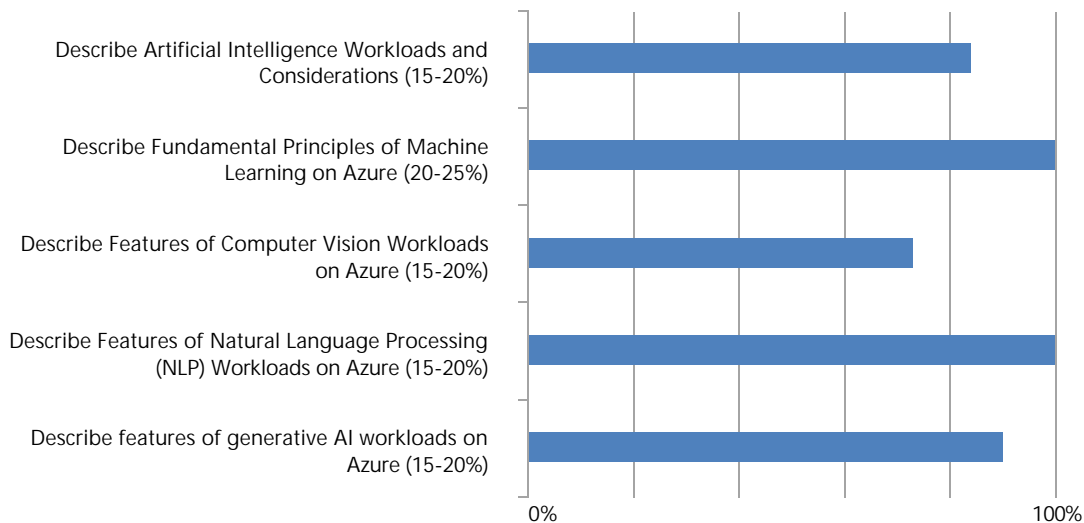 Describe Artificial Intelligence Workloads and
Considerations (15-20%)
Describe Fundamental Principles of Machine
Learning on Azure (20-25%)
Describe Features of Computer Vision Workloads
on Azure (15-20%)
Describe Features of Natural Language Processing
(NLP) Workloads on Azure (15-20%)
Describe features of generative AI workloads on
Azure (15-20%)
0%
100%